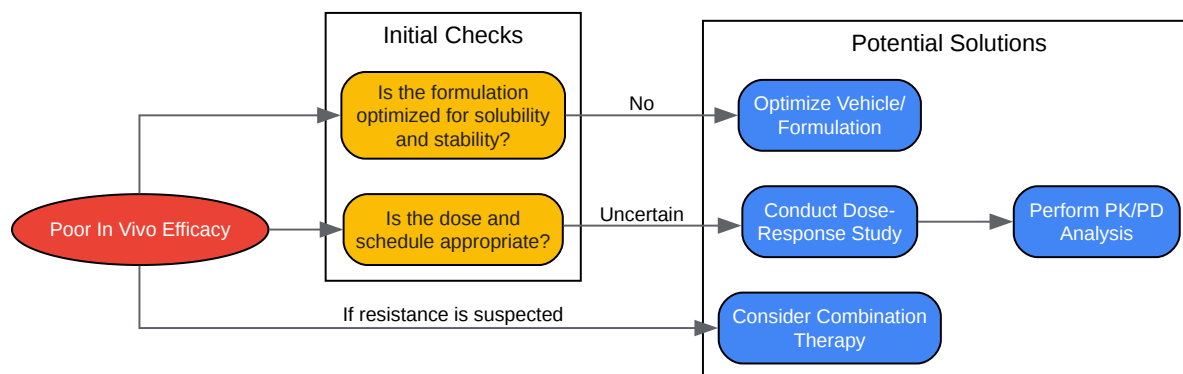 Initial Checks
Potential Solutions
Is the formulation
optimized for solubility
and stability?
No
Optimize Vehicle/
Formulation
Poor In Vivo Efficacy
Is the dose and
schedule appropriate?
Uncertain
Conduct Dose-
Response Study
Perform PK/PD
Analysis
If resistance is suspected
Consider Combination
Therapy